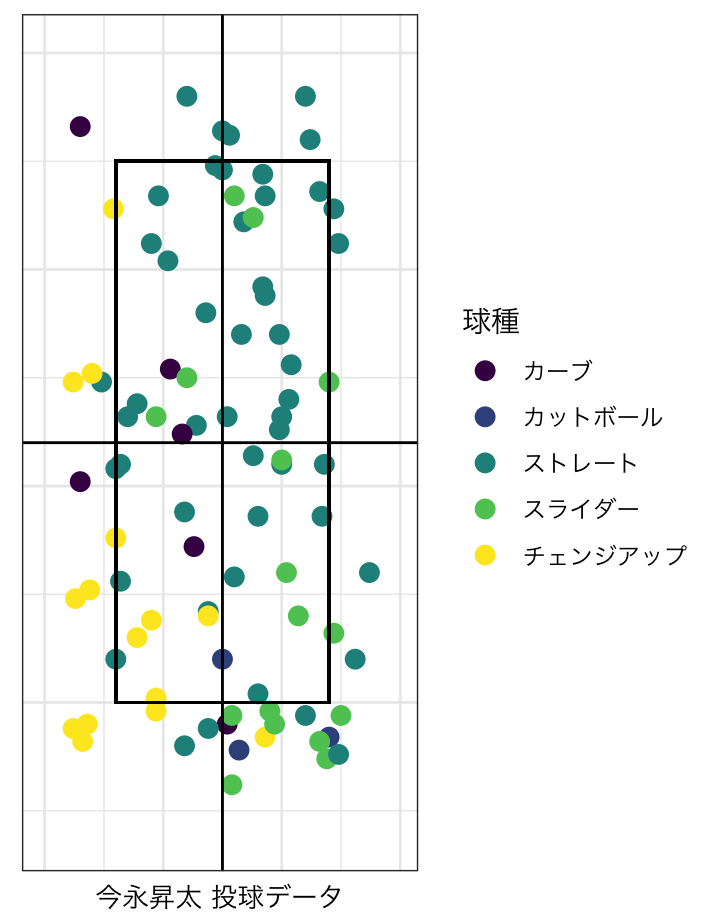 球種
カーブ
カットボール
ストレート
スライダー
チェンジアップ
今永昇太 投球データ